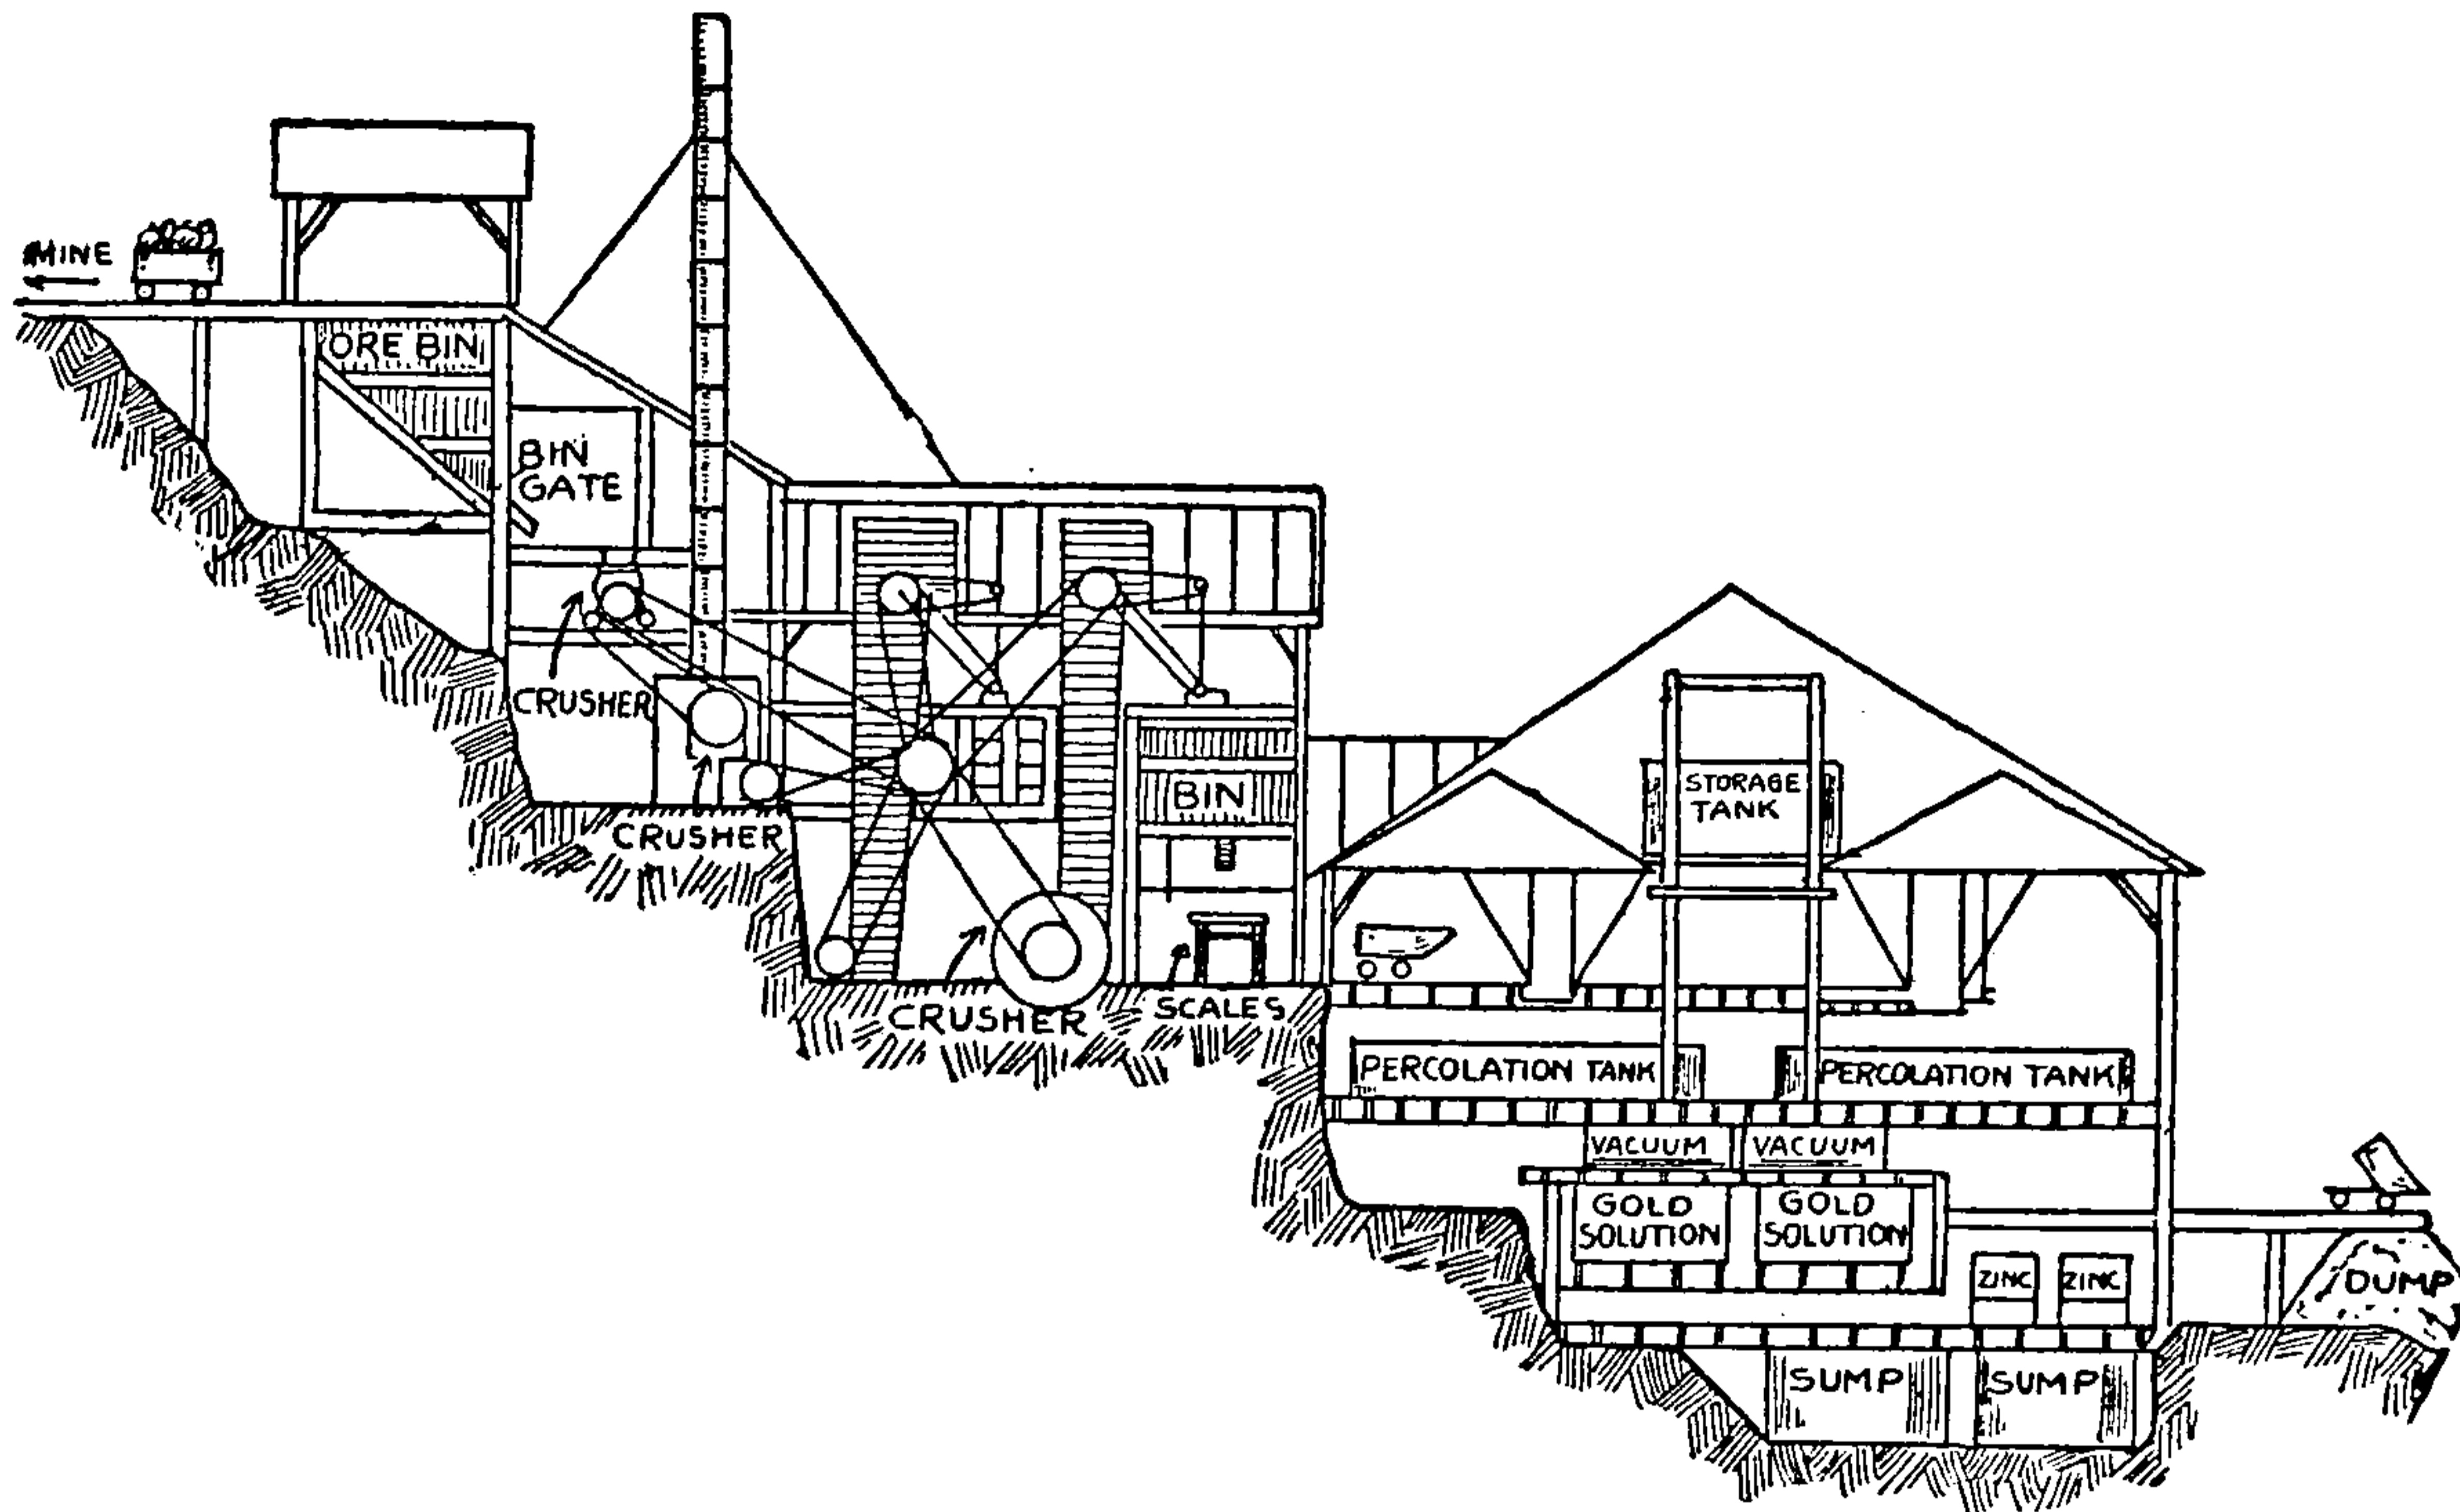 MINE
ORE BIN
BIN
GATE
CRUSHER
CRUSHER
CRUSHER
BIN
SCALES
STORAGE
TANK
PERCOLATION TANK
PERCOLATION TANK
VACUUM
VACUUM
GOLD
SOLUTION
GOLD
SOLUTION
ZINC
ZINC
DUMP
SUMP
SUMP